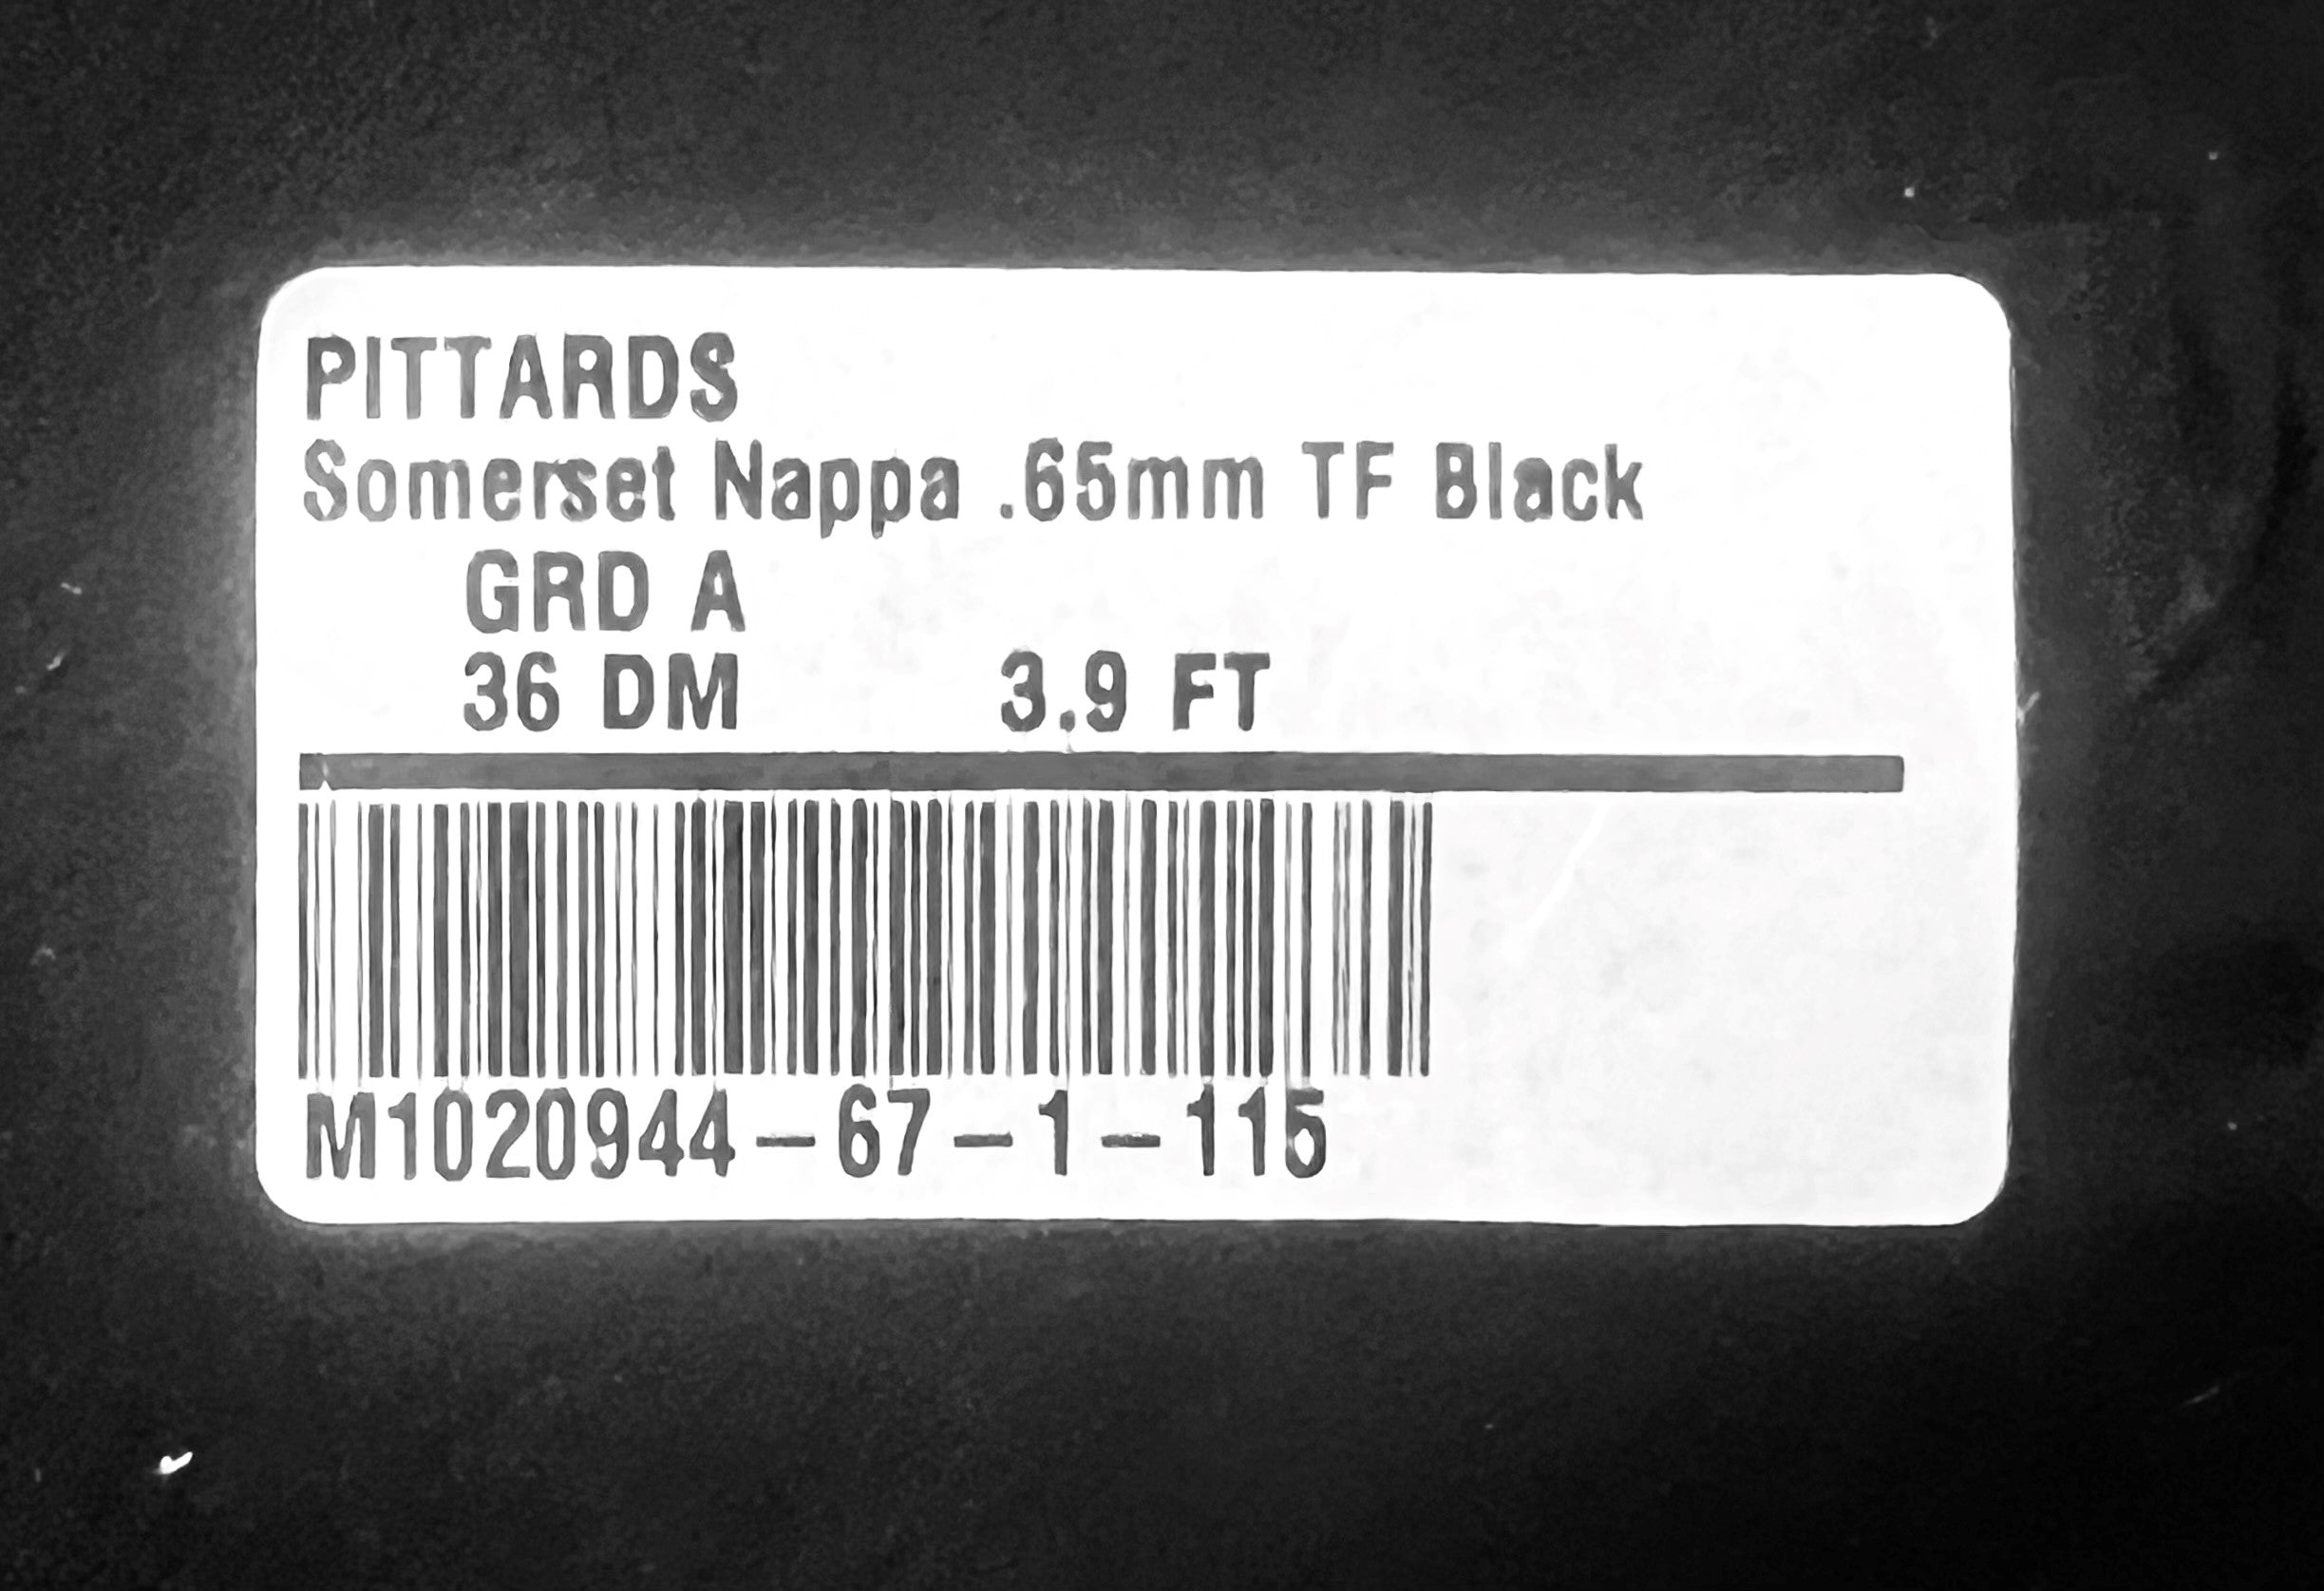 PITTARDS
Somerset Nappa .65mm TF Black
GRD A
36 DM 3.9 FT
M1020944-67-1-115